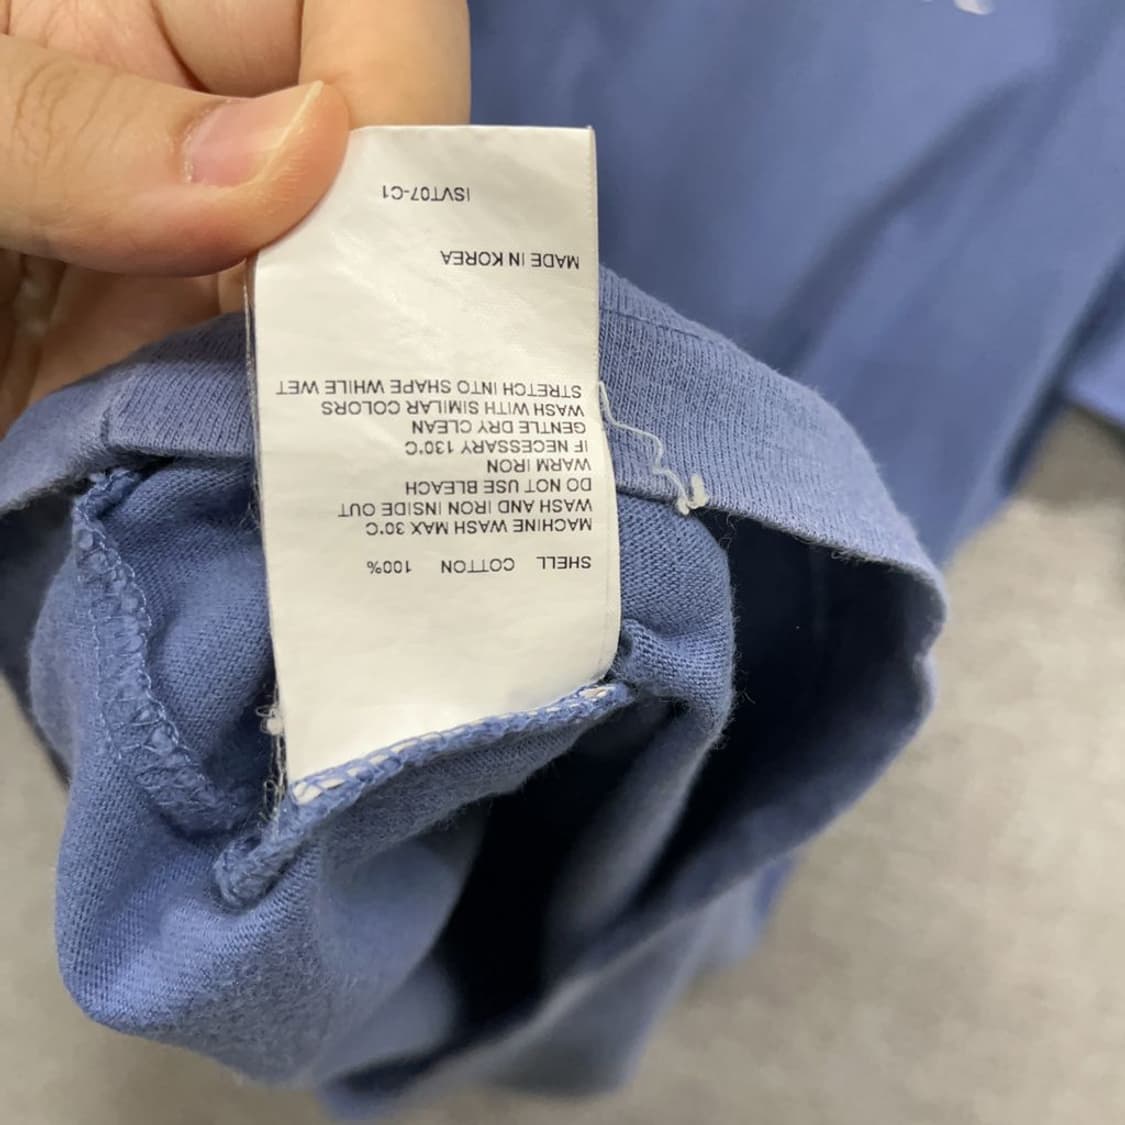 SHELL COTTON 100%
MACHINE WASH MAX 30°C
WASH AND IRON INSIDE OUT
DO NOT USE BLEACH
WARM IRON
IF NECESSARY 130°C
GENTLE DRY CLEAN
WASH WITH SIMILAR COLORS
STRETCH INTO SHAPE WHILE WET
MADE IN KOREA
ISVT07-C1